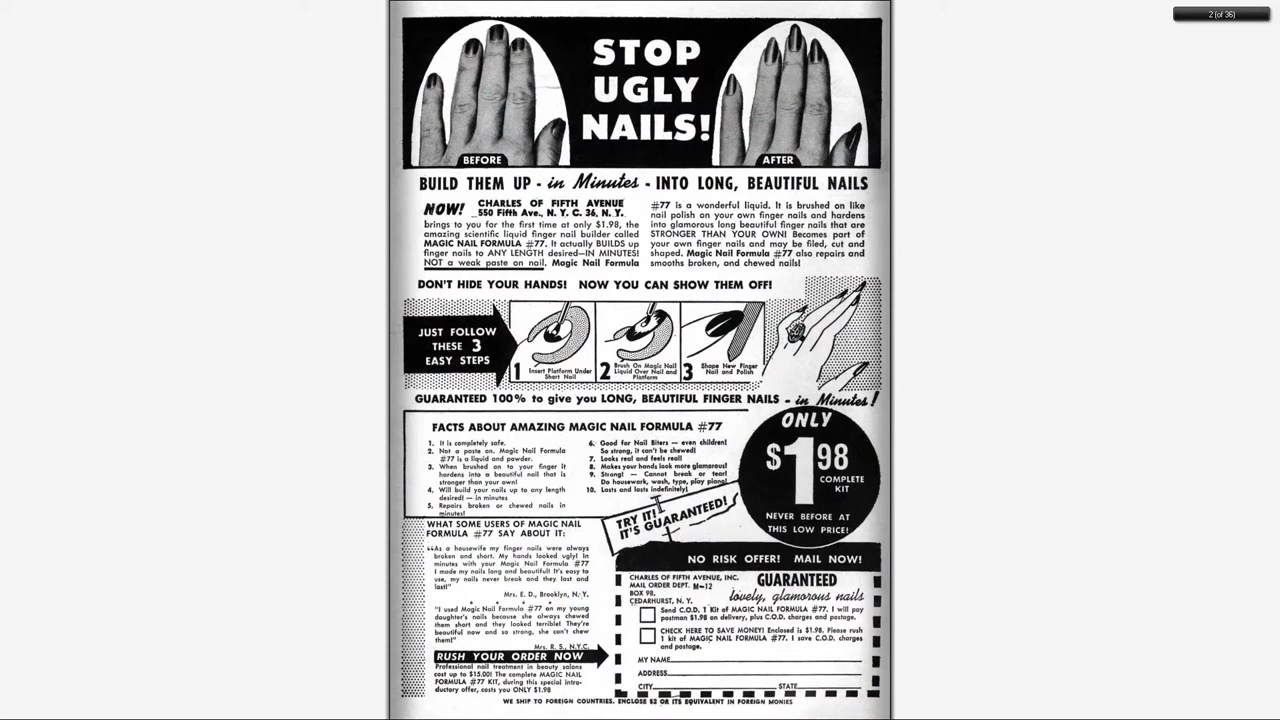 2 (of 36)
STOP
UGLY
NAILS!
BEFORE
AFTER
BUILD THEM UP - in Minutes - INTO LONG, BEAUTIFUL NAILS
NOW! CHARLES OF FIFTH AVENUE
550 Fifth Ave., N. Y. C. 36, N. Y.
brings to you for the first time at only $1.98, the
amazing scientific liquid finger nail builder called
MAGIC NAIL FORMULA #77. It actually BUILDS up
finger nails to ANY LENGTH desired—IN MINUTES!
NOT a weak paste on nail. Magic Nail Formula
#77 is a wonderful liquid. It is brushed on like
nail polish on your own finger nails and hardens
into glamorous long beautiful finger nails that are
STRONGER THAN YOUR OWN! Becomes part of
your own finger nails and may be filed, cut and
shaped. Magic Nail Formula #77 also repairs and
smooths broken, and chewed nails!
DON'T HIDE YOUR HANDS! NOW YOU CAN SHOW THEM OFF!
JUST FOLLOW
THESE 3
EASY STEPS
1 Insert Platform Under
Short Nail
2 Brush On Magic Nail
Liquid Over Nail and
Platform
3 Shape New Finger
Nail and Polish
GUARANTEED 100% to give you LONG, BEAUTIFUL FINGER NAILS - in Minutes!
FACTS ABOUT AMAZING MAGIC NAIL FORMULA #77
1. It is completely safe.
2. Not a paste on. Magic Nail Formula
#77 is a liquid and powder.
3. When brushed on to your finger it
hardens into a beautiful nail that is
stronger than your own!
4. Will build your nails up to any length
desired! — in minutes
5. Repairs broken or chewed nails in
minutes!
6. Good for Nail Biters — even children!
So strong, it can't be chewed!
7. Looks real and feels real!
8. Makes your hands look more glamorous!
9. Strong! — Cannot break or tear!
Do housework, wash, type, play piano!
10. Lasts and lasts indefinitely!
ONLY
$1.98
COMPLETE
KIT
NEVER BEFORE AT
THIS LOW PRICE!
TRY IT!
IT'S GUARANTEED!
WHAT SOME USERS OF MAGIC NAIL
FORMULA #77 SAY ABOUT IT:
"As a housewife my finger nails were always
broken and short. My hands looked ugly! In
minutes with your Magic Nail Formula #77
I made my nails long and beautiful! It's easy to
use, my nails never break and they last and
last!"
Mrs. E. D., Brooklyn, N.Y.
"I used Magic Nail Formula #77 on my young
daughter's nails because she always chewed
them short and they looked terrible! They're
beautiful now and so strong, she can't chew
them!"
Mrs. R. S., N.Y.C.
RUSH YOUR ORDER NOW
Professional nail treatment in beauty salons
cost up to $15.00! The complete MAGIC NAIL
FORMULA #77 KIT, during this special intro-
ductory offer, costs you ONLY $1.98
NO RISK OFFER! MAIL NOW!
CHARLES OF FIFTH AVENUE, INC.
MAIL ORDER DEPT. M-12
BOX 98,
CEDARHURST, N. Y.
GUARANTEED
lovely, glamorous nails
Send C.O.D. 1 Kit of MAGIC NAIL FORMULA #77. I will pay
postman $1.98 on delivery, plus C.O.D. charges and postage.
CHECK HERE TO SAVE MONEY! Enclosed is $1.98. Please rush
1 kit of MAGIC NAIL FORMULA #77. I save C.O.D. charges
and postage.
MY NAME
ADDRESS
CITY STATE
WE SHIP TO FOREIGN COUNTRIES. ENCLOSE $2 OR ITS EQUIVALENT IN FOREIGN MONIES